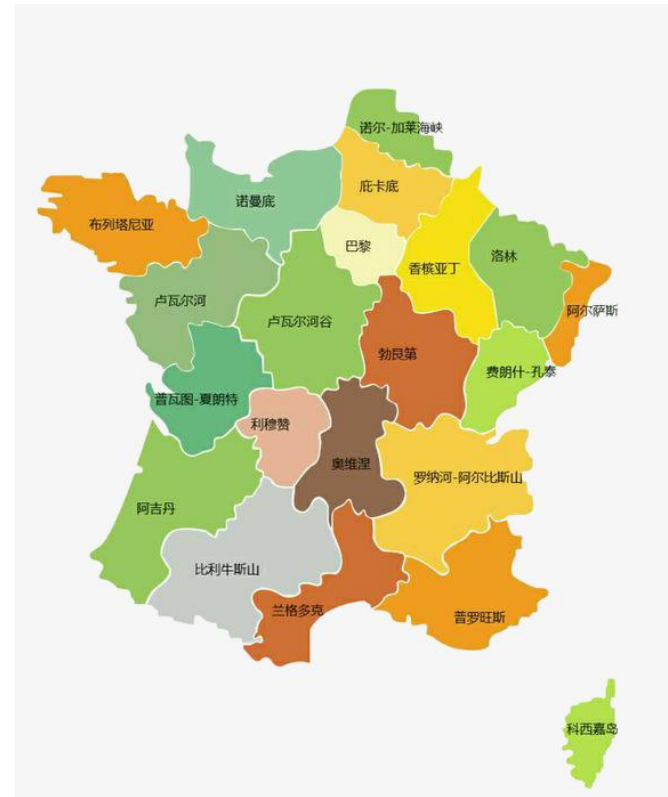 诺尔-加莱海峡
庇卡底
诺曼底
布列塔尼亚
巴黎
香槟亚丁
洛林
卢瓦尔河
阿尔萨斯
卢瓦尔河谷
勃艮第
费朗什-孔泰
普瓦图-夏朗特
利穆赞
奥维涅
罗纳河-阿尔比斯山
阿吉丹
比利牛斯山
兰格多克
普罗旺斯
科西嘉岛